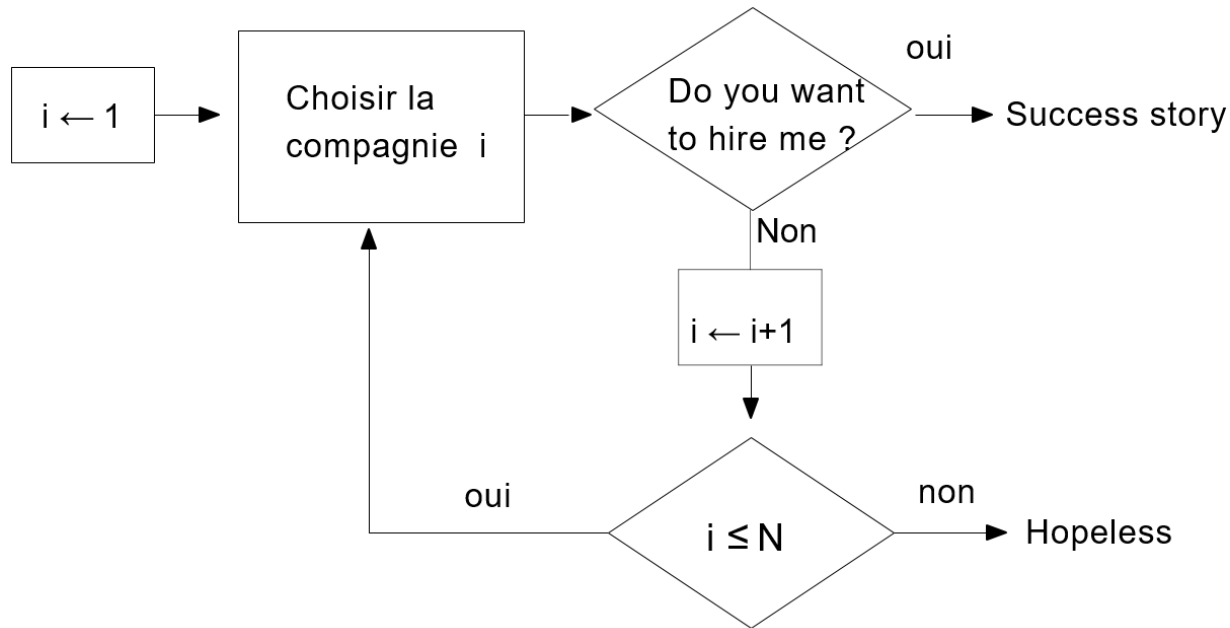 i ← 1
Choisir la
compagnie i
Do you want
to hire me ?
oui
Success story
Non
i ← i+1
i ≤ N
oui
non
Hopeless